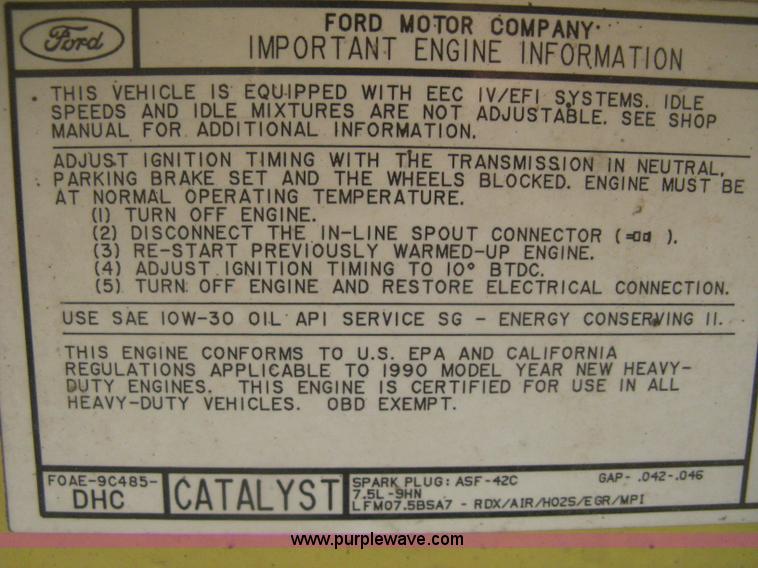 Ford
FORD MOTOR COMPANY
IMPORTANT ENGINE INFORMATION
THIS VEHICLE IS EQUIPPED WITH EEC IV/EFI SYSTEMS. IDLE
SPEEDS AND IDLE MIXTURES ARE NOT ADJUSTABLE. SEE SHOP
MANUAL FOR ADDITIONAL INFORMATION.
ADJUST IGNITION TIMING WITH THE TRANSMISSION IN NEUTRAL,
PARKING BRAKE SET AND THE WHEELS BLOCKED. ENGINE MUST BE
AT NORMAL OPERATING TEMPERATURE.
(1) TURN OFF ENGINE.
(2) DISCONNECT THE IN-LINE SPOUT CONNECTOR ( ).
(3) RE-START PREVIOUSLY WARMED-UP ENGINE.
(4) ADJUST IGNITION TIMING TO 10° BTDC.
(5) TURN OFF ENGINE AND RESTORE ELECTRICAL CONNECTION.
USE SAE 10W-30 OIL API SERVICE SG - ENERGY CONSERVING II.
THIS ENGINE CONFORMS TO U.S. EPA AND CALIFORNIA
REGULATIONS APPLICABLE TO 1990 MODEL YEAR NEW HEAVY-
DUTY ENGINES. THIS ENGINE IS CERTIFIED FOR USE IN ALL
HEAVY-DUTY VEHICLES. OBD EXEMPT.
FOAE-9C485-
DHC
CATALYST
SPARK PLUG: ASF-42C GAP- .042-.046
7.5L-9HN
LFM07.5BSA7 - RDX/AIR/HO2S/EGR/MPI
www.purplewave.com